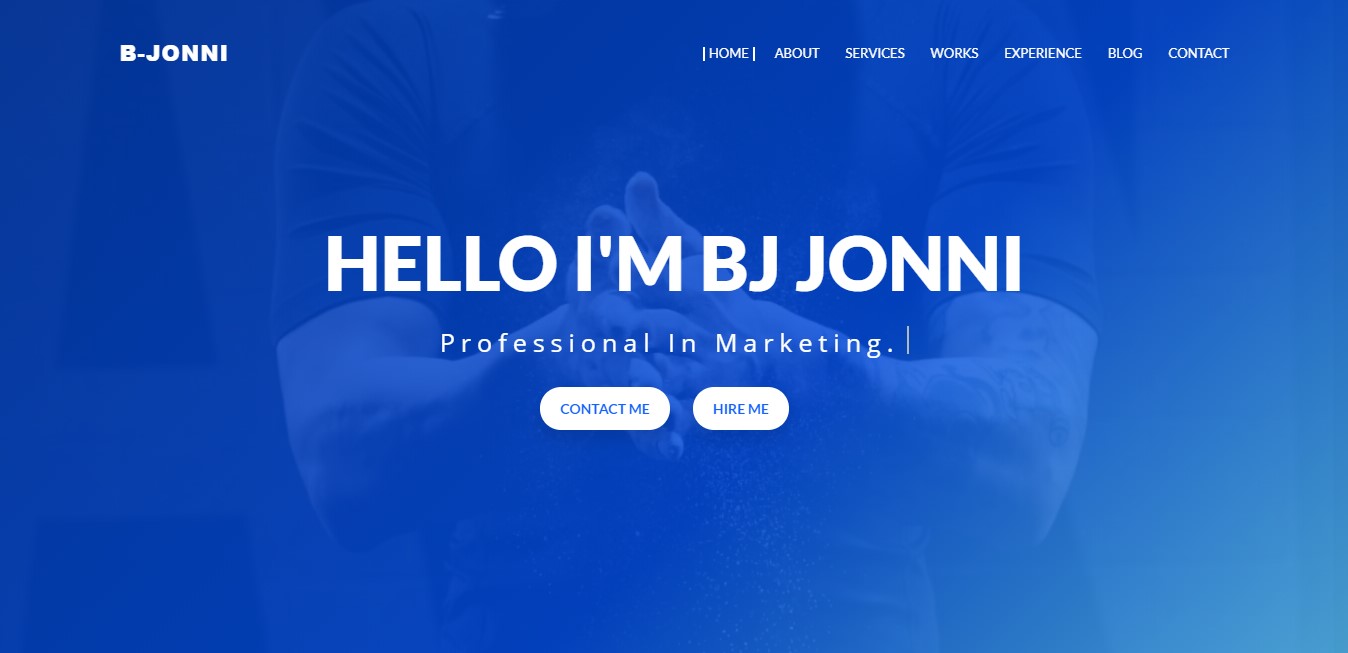 B-JONNI
HOME ABOUT SERVICES WORKS EXPERIENCE BLOG CONTACT
HELLO I'M BJ JONNI
Professional In Marketing.
CONTACT ME HIRE ME